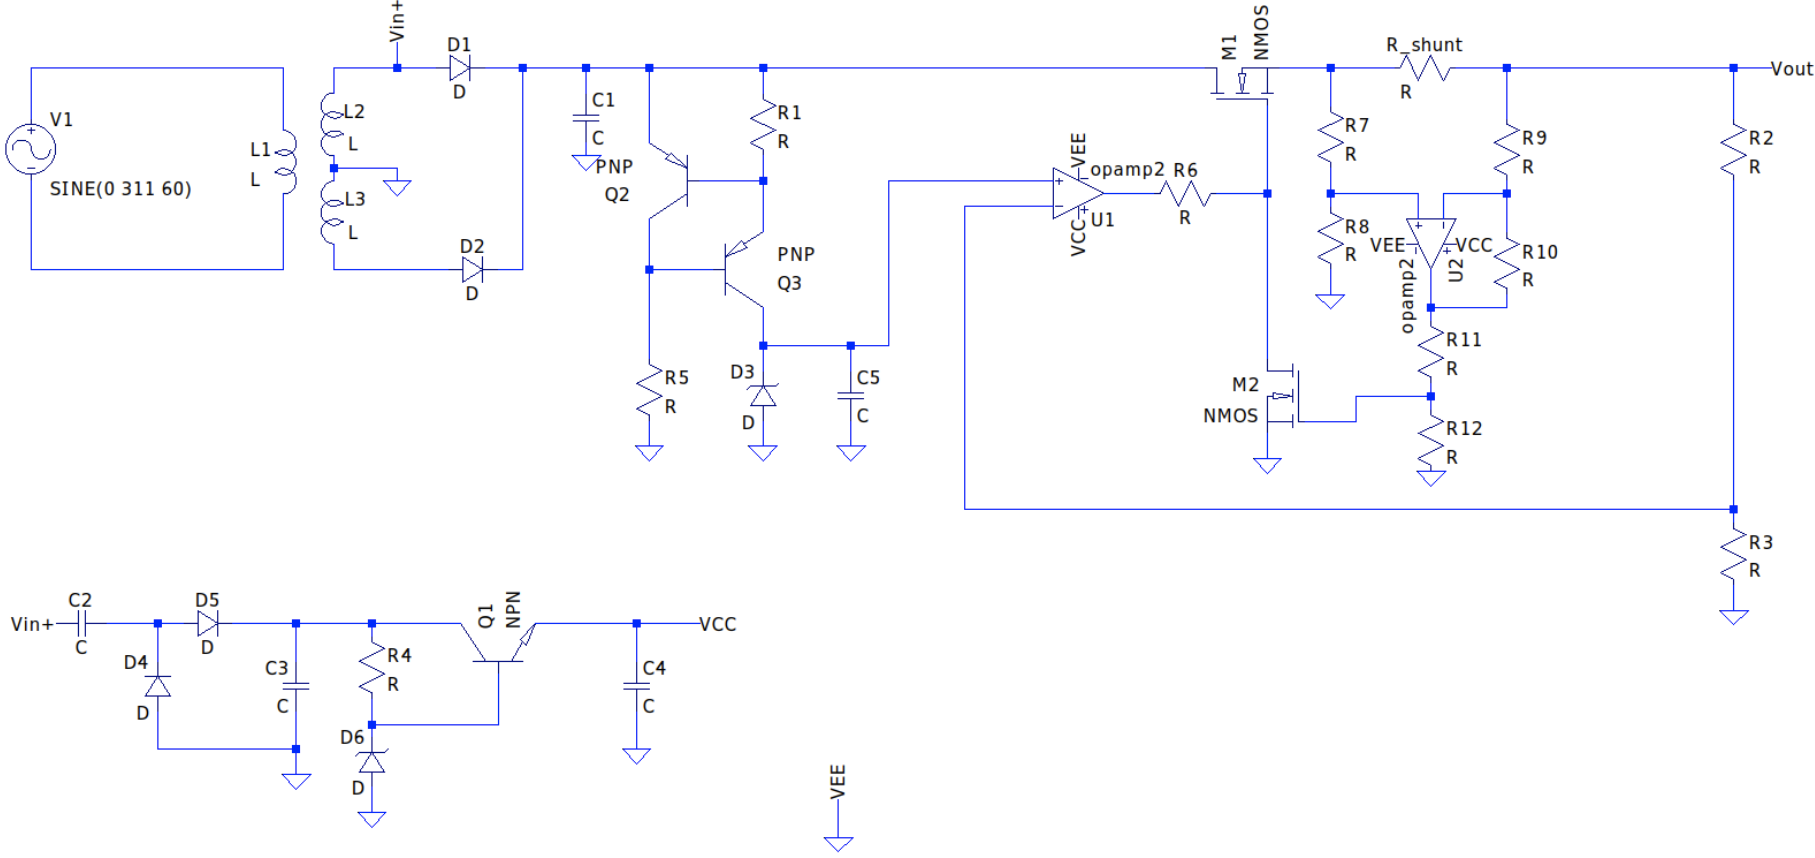 Vin+
D1
D
V1
SINE(0 311 60)
L1
L
L2
L
L3
L
D2
D
C1
C
PNP
Q2
R1
R
PNP
Q3
R5
R
D3
D
C5
C
VEE
opamp2
VCC
U1
R6
R
M1
NMOS
R_shunt
R
Vout
R7
R
R8
R
R9
R
VEE
VCC
opamp2
U2
R10
R
R2
R
R11
R
M2
NMOS
R12
R
R3
R
Vin+
C2
C
D4
D
D5
D
C3
C
R4
R
D6
D
Q1
NPN
VCC
C4
C
VEE